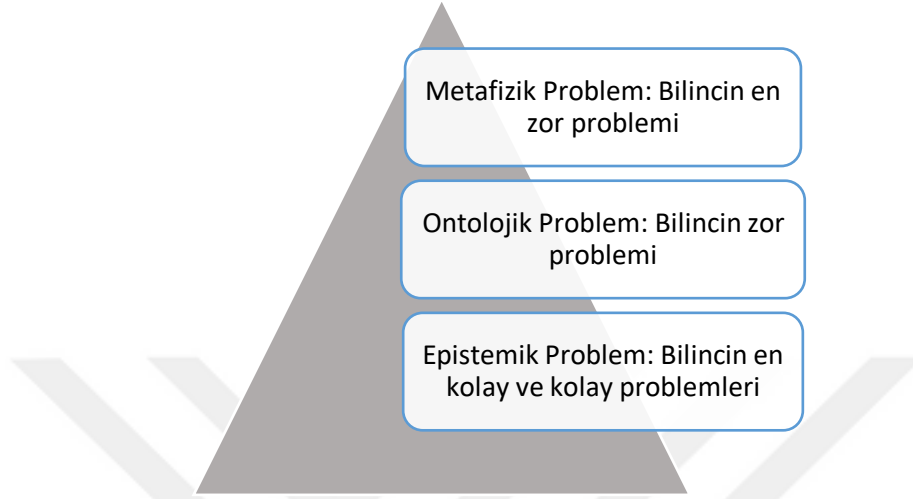 Metafizik Problem: Bilincin en
zor problemi
Ontolojik Problem: Bilincin zor
problemi
Epistemik Problem: Bilincin en
kolay ve kolay problemleri